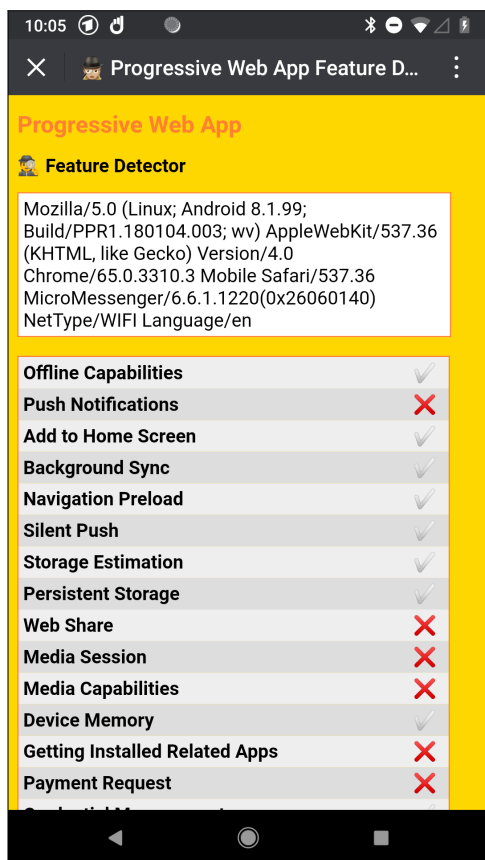 10:05
Progressive Web App Feature D...
Progressive Web App
Feature Detector
Mozilla/5.0 (Linux; Android 8.1.99;
Build/PPR1.180104.003; wv) AppleWebKit/537.36
(KHTML, like Gecko) Version/4.0
Chrome/65.0.3310.3 Mobile Safari/537.36
MicroMessenger/6.6.1.1220(0x26060140)
NetType/WIFI Language/en
Offline Capabilities
Push Notifications
Add to Home Screen
Background Sync
Navigation Preload
Silent Push
Storage Estimation
Persistent Storage
Web Share
Media Session
Media Capabilities
Device Memory
Getting Installed Related Apps
Payment Request